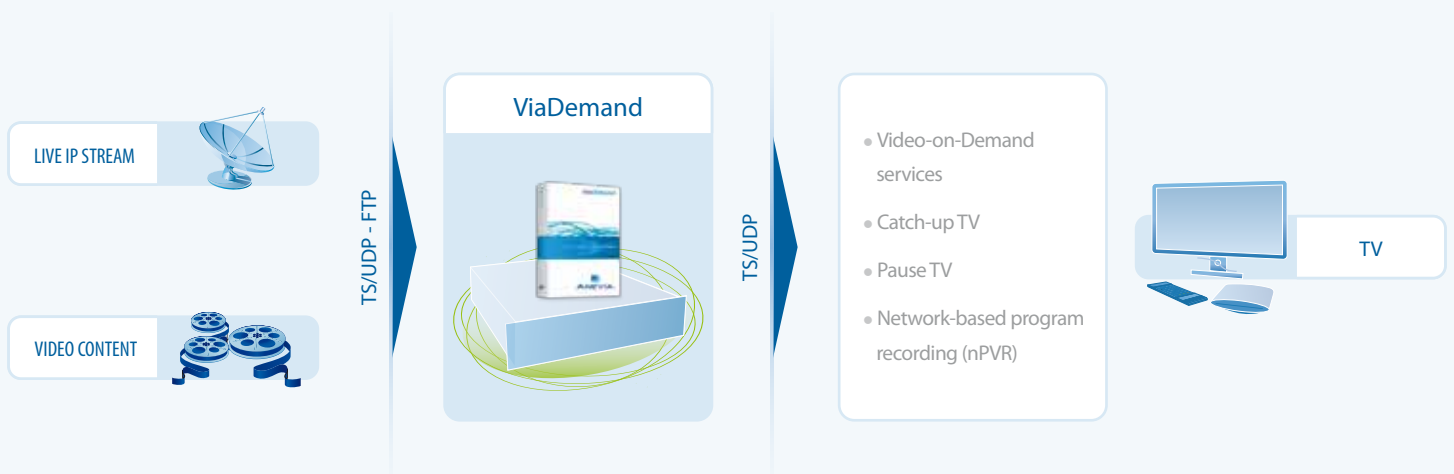 LIVE IP STREAM
VIDEO CONTENT
TS/UDP - FTP
ViaDemand
ANEVIA
TS/UDP
Video-on-Demand
services
Catch-up TV
Pause TV
Network-based program
recording (nPVR)
TV